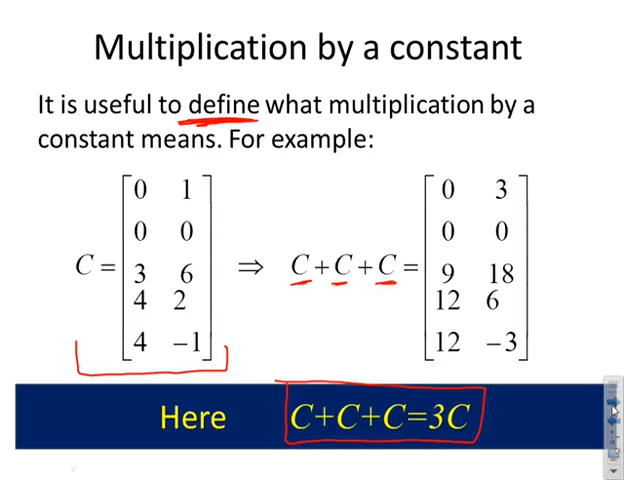 Multiplication by a constant
It is useful to define what multiplication by a
constant means. For example:
0 1 0 3
0 0 0 0
C = 3 6 ⇒ C + C + C = 9 18
4 2 12 6
4 −1 12 −3
Here C+C+C=3C